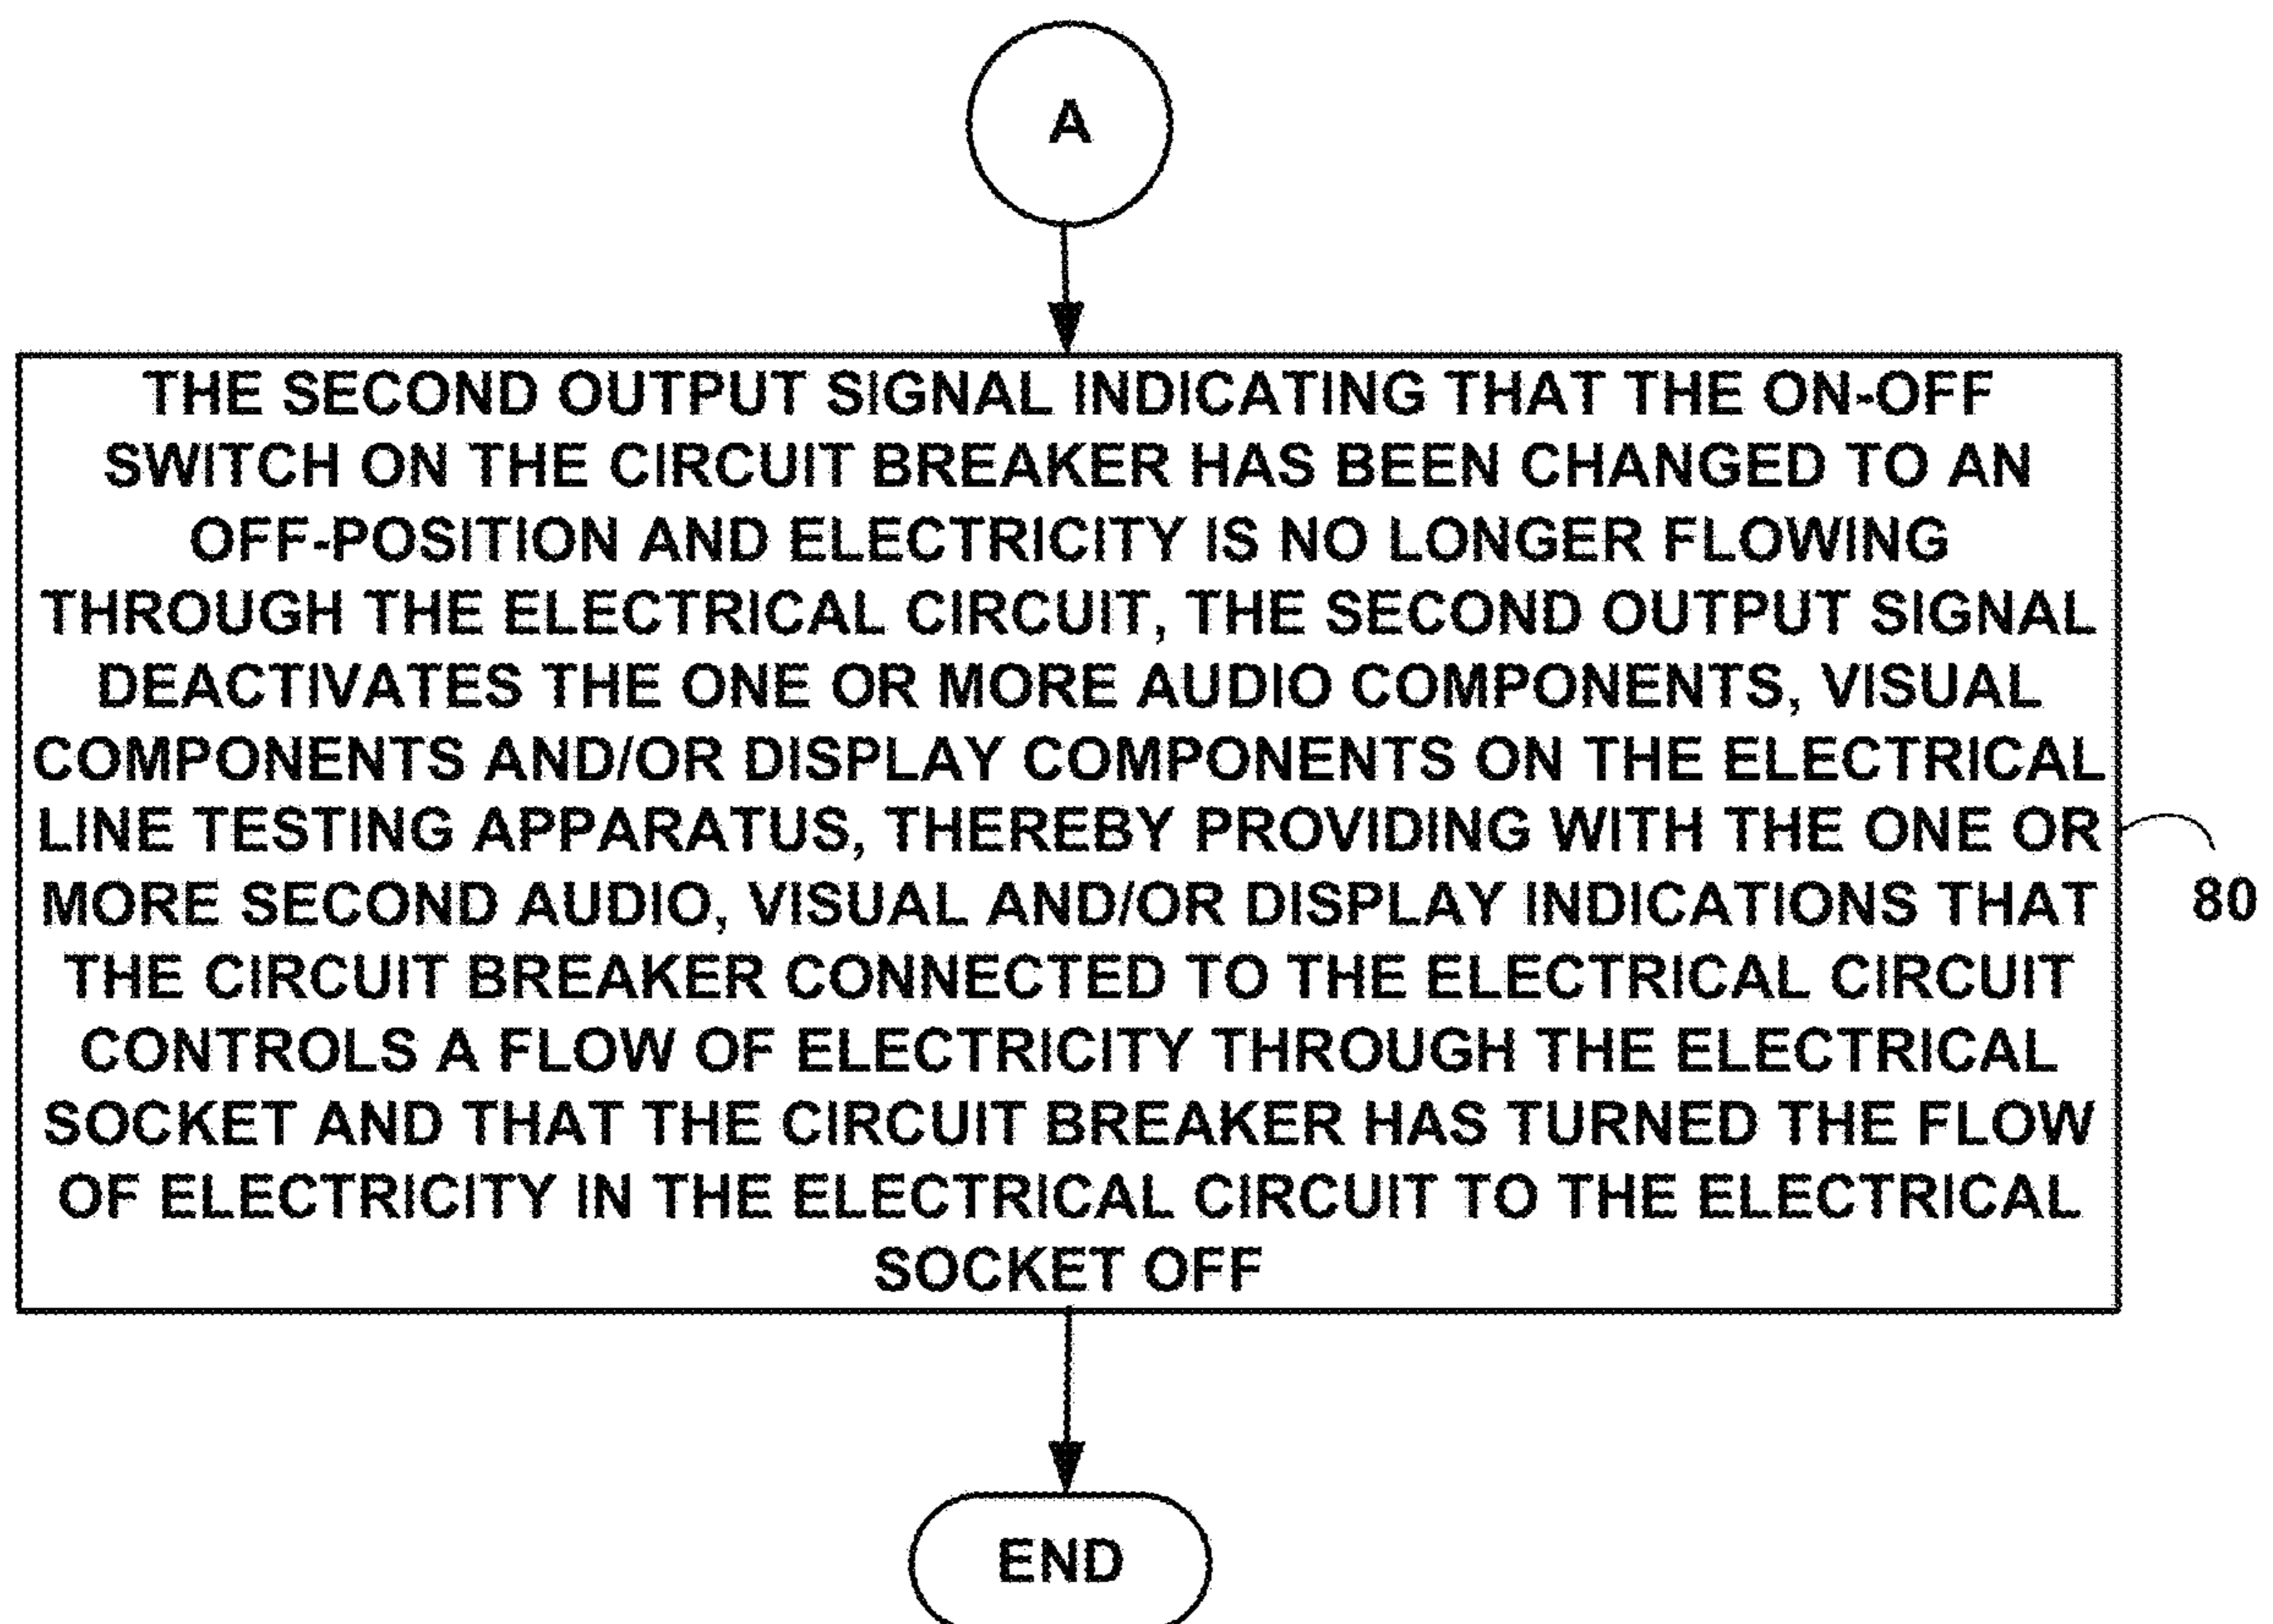 A
THE SECOND OUTPUT SIGNAL INDICATING THAT THE ON-OFF
SWITCH ON THE CIRCUIT BREAKER HAS BEEN CHANGED TO AN
OFF-POSITION AND ELECTRICITY IS NO LONGER FLOWING
THROUGH THE ELECTRICAL CIRCUIT, THE SECOND OUTPUT SIGNAL
DEACTIVATES THE ONE OR MORE AUDIO COMPONENTS, VISUAL
COMPONENTS AND/OR DISPLAY COMPONENTS ON THE ELECTRICAL
LINE TESTING APPARATUS, THEREBY PROVIDING WITH THE ONE OR
MORE SECOND AUDIO, VISUAL AND/OR DISPLAY INDICATIONS THAT
THE CIRCUIT BREAKER CONNECTED TO THE ELECTRICAL CIRCUIT
CONTROLS A FLOW OF ELECTRICITY THROUGH THE ELECTRICAL
SOCKET AND THAT THE CIRCUIT BREAKER HAS TURNED THE FLOW
OF ELECTRICITY IN THE ELECTRICAL CIRCUIT TO THE ELECTRICAL
SOCKET OFF
80
END